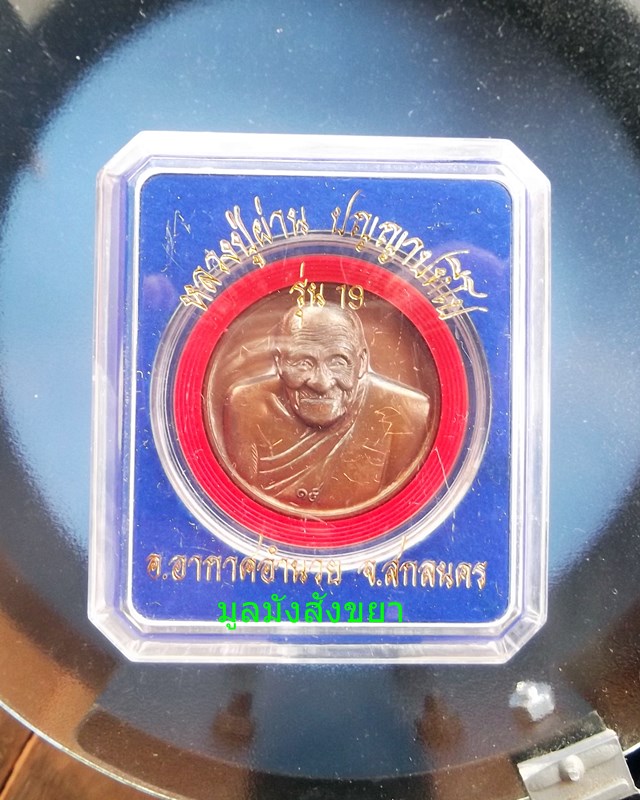 หลวงปู่ผ่าน ปญฺญาปทีโป
รุ่น 19
๑๙
อ.อากาศอำนวย จ.สกลนคร
มูลมังสังขยา